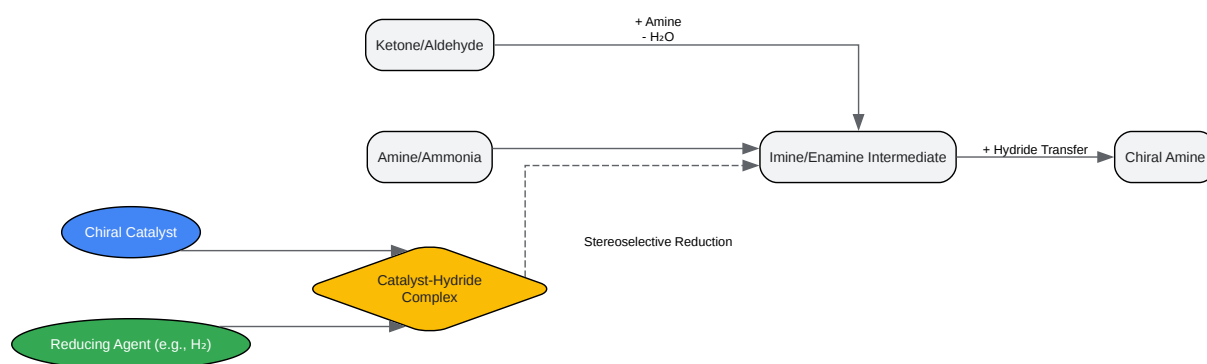 + Amine
- H₂O
Ketone/Aldehyde
Amine/Ammonia
Imine/Enamine Intermediate
+ Hydride Transfer
Chiral Amine
Chiral Catalyst
Stereoselective Reduction
Catalyst-Hydride
Complex
Reducing Agent (e.g., H₂)